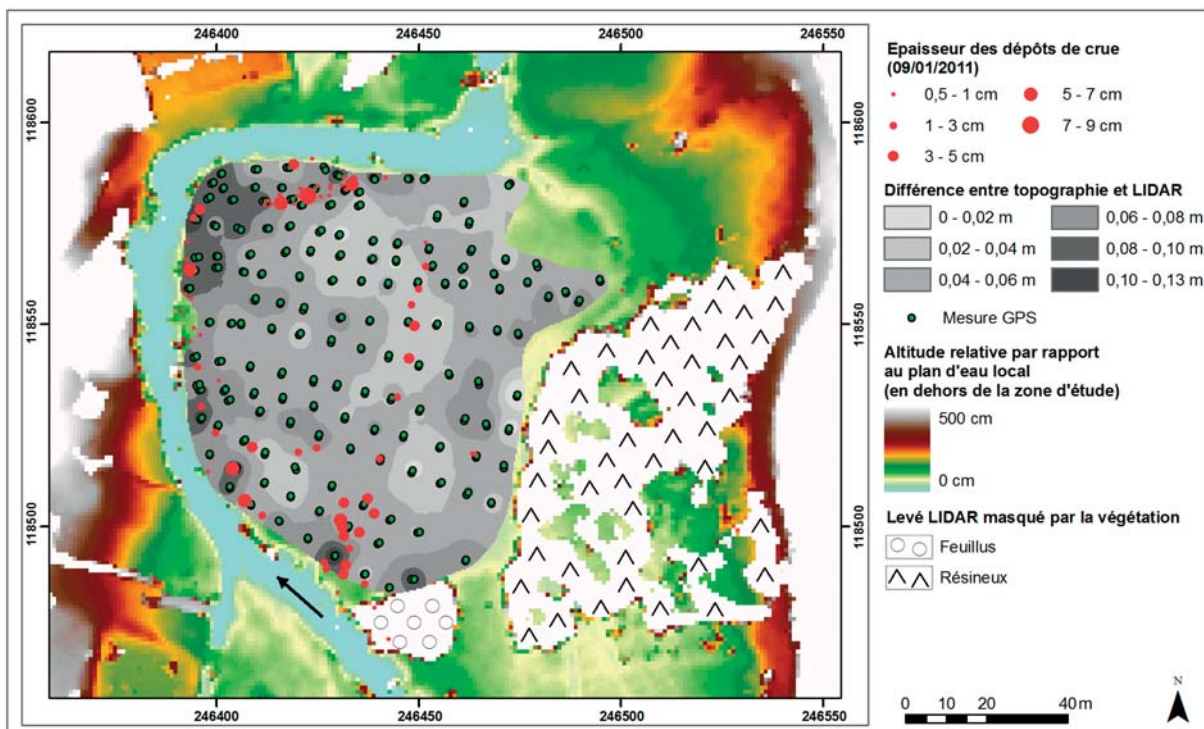 246400 246450 246500 246550
118600
118550
118500
118600
118550
118500
246400 246450 246500 246550
Epaisseur des dépôts de crue
(09/01/2011)
0,5 - 1 cm 5 - 7 cm
1 - 3 cm 7 - 9 cm
3 - 5 cm
Différence entre topographie et LIDAR
0 - 0,02 m 0,06 - 0,08 m
0,02 - 0,04 m 0,08 - 0,10 m
0,04 - 0,06 m 0,10 - 0,13 m
Mesure GPS
Altitude relative par rapport
au plan d'eau local
(en dehors de la zone d'étude)
500 cm
0 cm
Levé LIDAR masqué par la végétation
Feuillus
Résineux
N
0 10 20 40 m